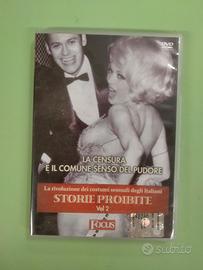 DVD
LA CENSURA
E IL COMUNE SENSO DEL PUDORE
La rivoluzione dei costumi sessuali degli Italiani
STORIE PROIBITE
Vol 2
FOCUS
subito